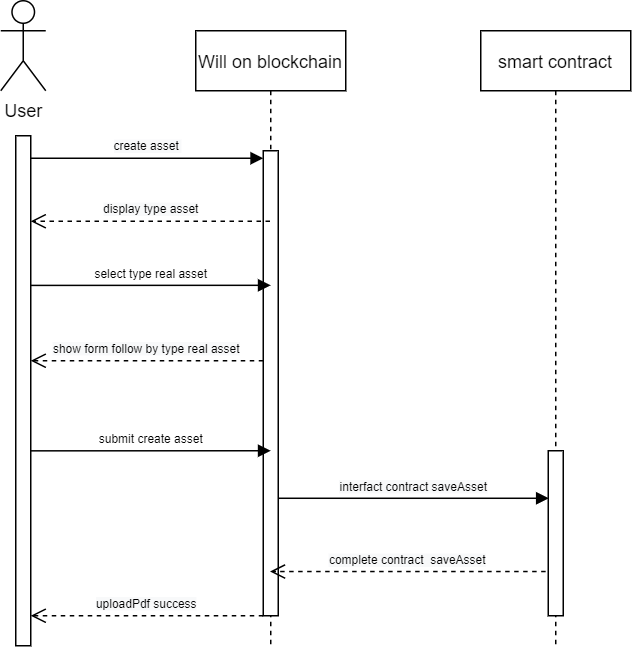 Will on blockchain
smart contract
User
create asset
display type asset
select type real asset
show form follow by type real asset
submit create asset
interfact contract saveAsset
complete contract  saveAsset
uploadPdf success